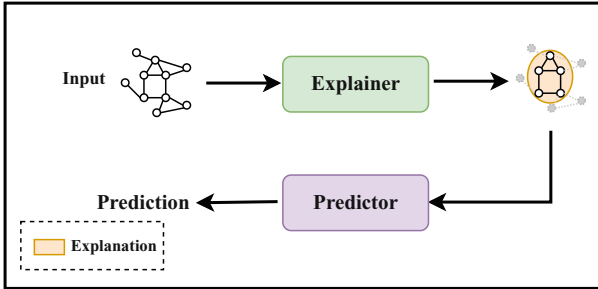 Input
Explainer
Prediction
Predictor
Explanation